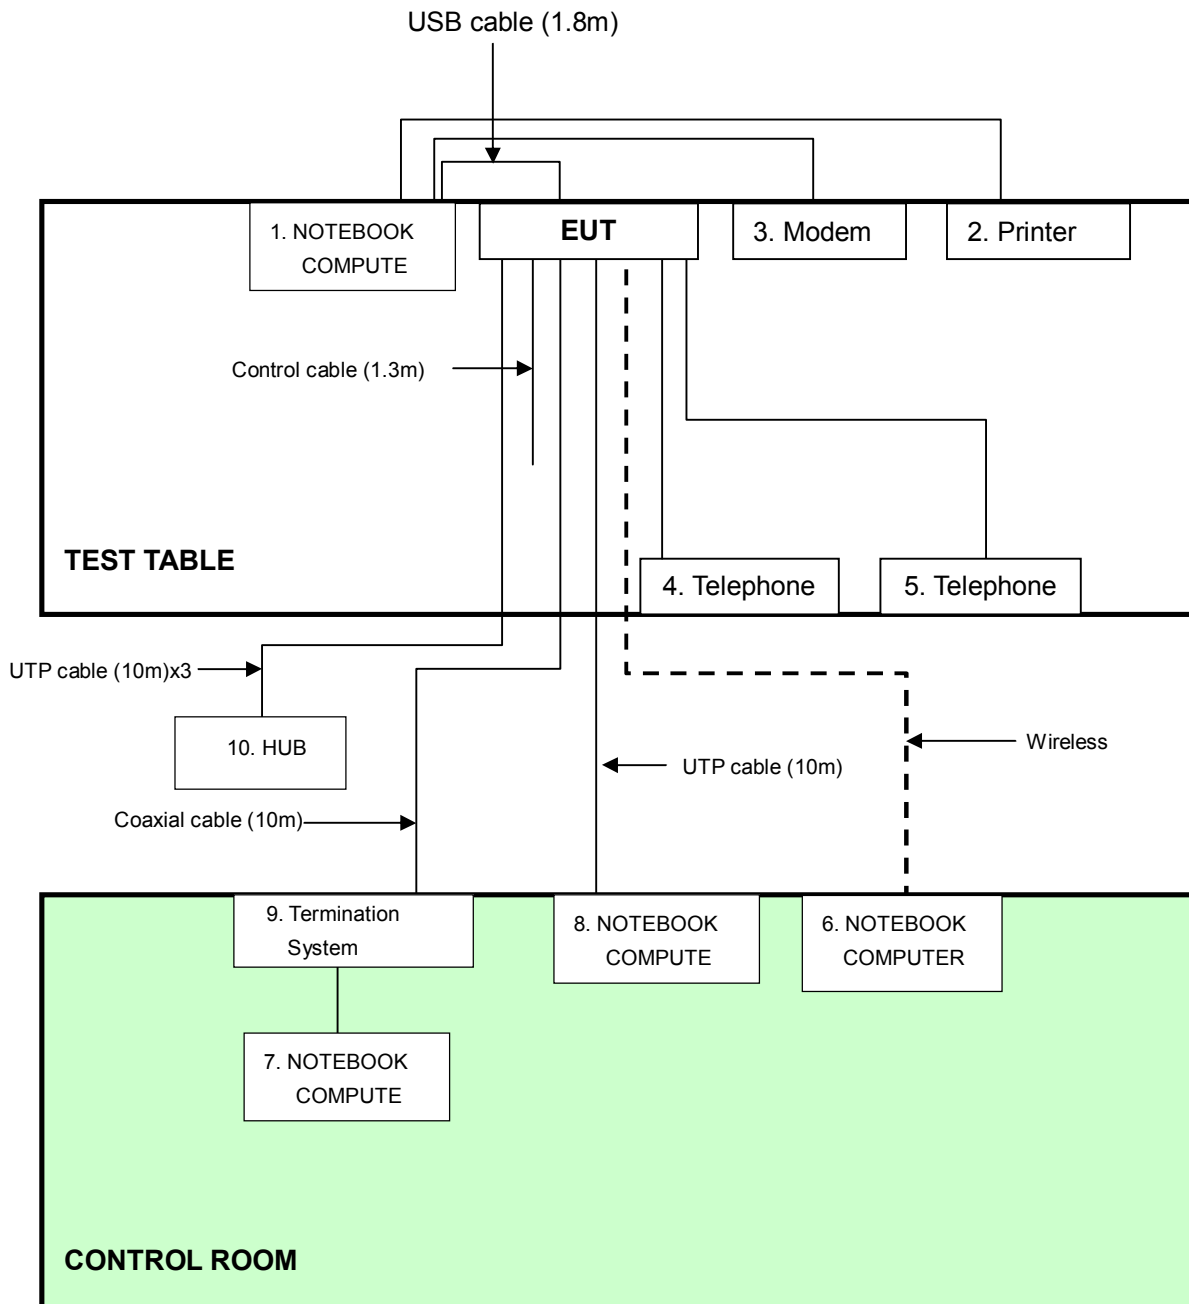 USB cable (1.8m)
1. NOTEBOOK
COMPUTE
EUT
3. Modem
2. Printer
Control cable (1.3m)
TEST TABLE
4. Telephone
5. Telephone
UTP cable (10m)x3
10. HUB
Wireless
UTP cable (10m)
Coaxial cable (10m)
9. Termination
System
8. NOTEBOOK
COMPUTE
6. NOTEBOOK
COMPUTER
7. NOTEBOOK
COMPUTE
CONTROL ROOM